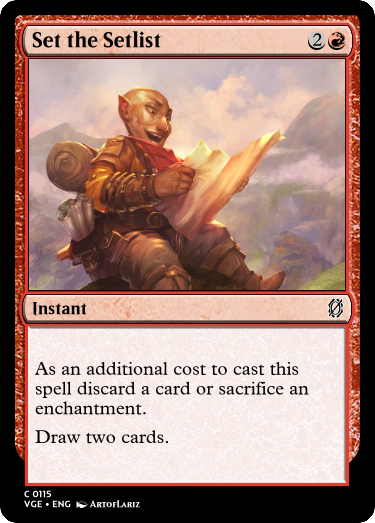 Set the Setlist 2
Instant
As an additional cost to cast this
spell discard a card or sacrifice an
enchantment.
Draw two cards.
C 0115
VGE • ENG ArtofLariz